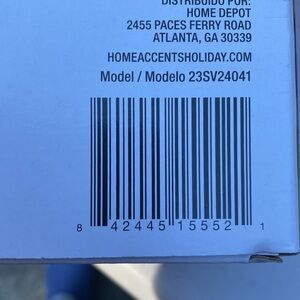 DISTRIBUIDO POR:
HOME DEPOT
2455 PACES FERRY ROAD
ATLANTA, GA 30339
HOMEACCENTSHOLIDAY.COM
Model / Modelo 23SV24041
8 42445 15552 1